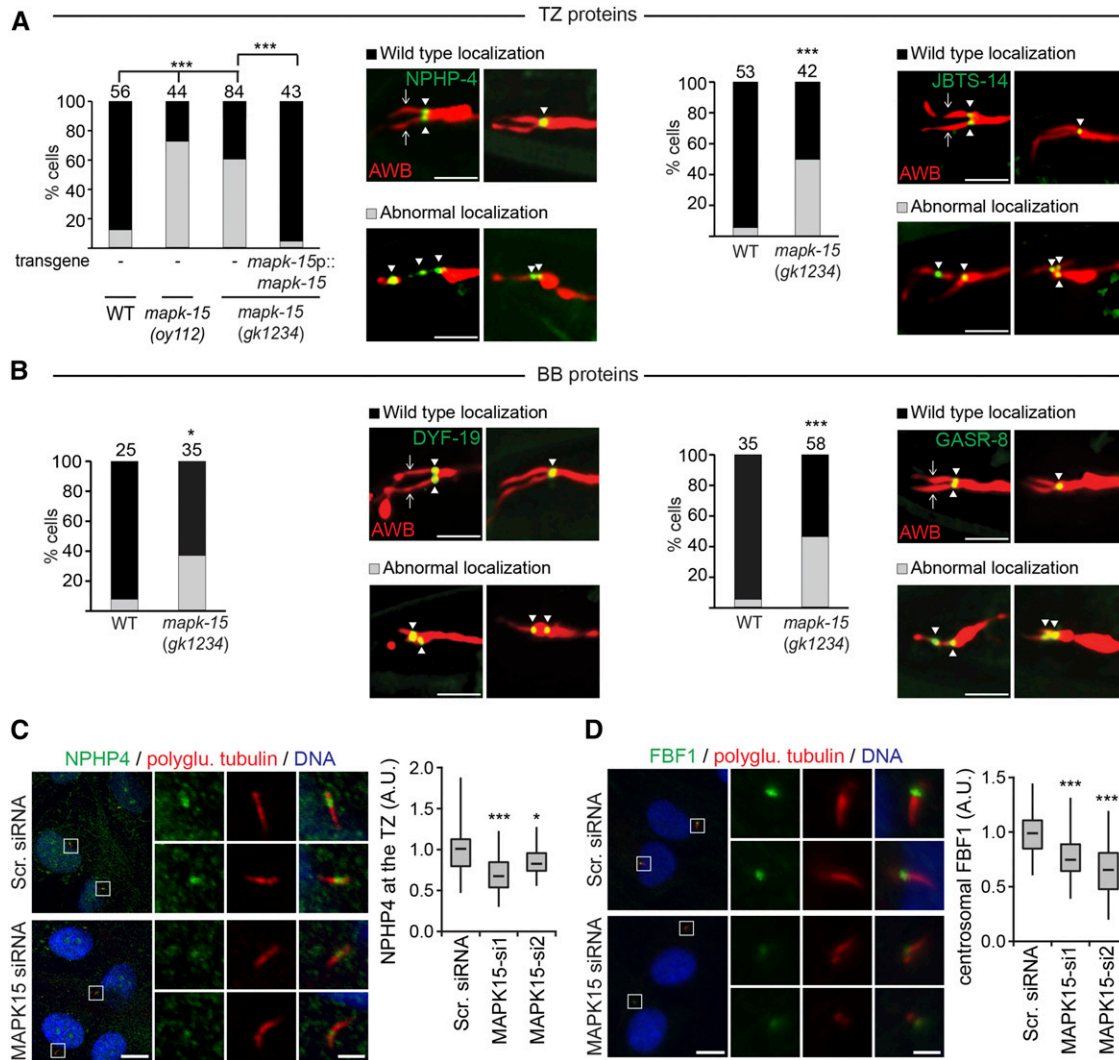 A
TZ proteins
***
***
56 44 84 43
100
80
60
40
20
% cells
transgene - - - mapk-15p::
mapk-15
WT mapk-15 mapk-15
(oy112) (gk1234)
Wild type localization
NPHP-4
AWB
Abnormal localization
***
53 42
100
80
60
40
20
% cells
WT mapk-15
(gk1234)
Wild type localization
JBTS-14
AWB
Abnormal localization
B
BB proteins
*
25 35
100
80
60
40
20
% cells
WT mapk-15
(gk1234)
Wild type localization
DYF-19
AWB
Abnormal localization
***
35 58
100
80
60
40
20
% cells
WT mapk-15
(gk1234)
Wild type localization
GASR-8
AWB
Abnormal localization
C
NPHP4 / polyglu. tubulin / DNA
Scr. siRNA
MAPK15 siRNA
NPHP4 at the TZ (A.U.)
2.0
1.5
1.0
0.5
0.0
*** *
Scr. siRNA
MAPK15-si1
MAPK15-si2
D
FBF1 / polyglu. tubulin / DNA
Scr. siRNA
MAPK15 siRNA
centrosomal FBF1 (A.U.)
1.5
1.0
0.5
0.0
*** ***
Scr. siRNA
MAPK15-si1
MAPK15-si2